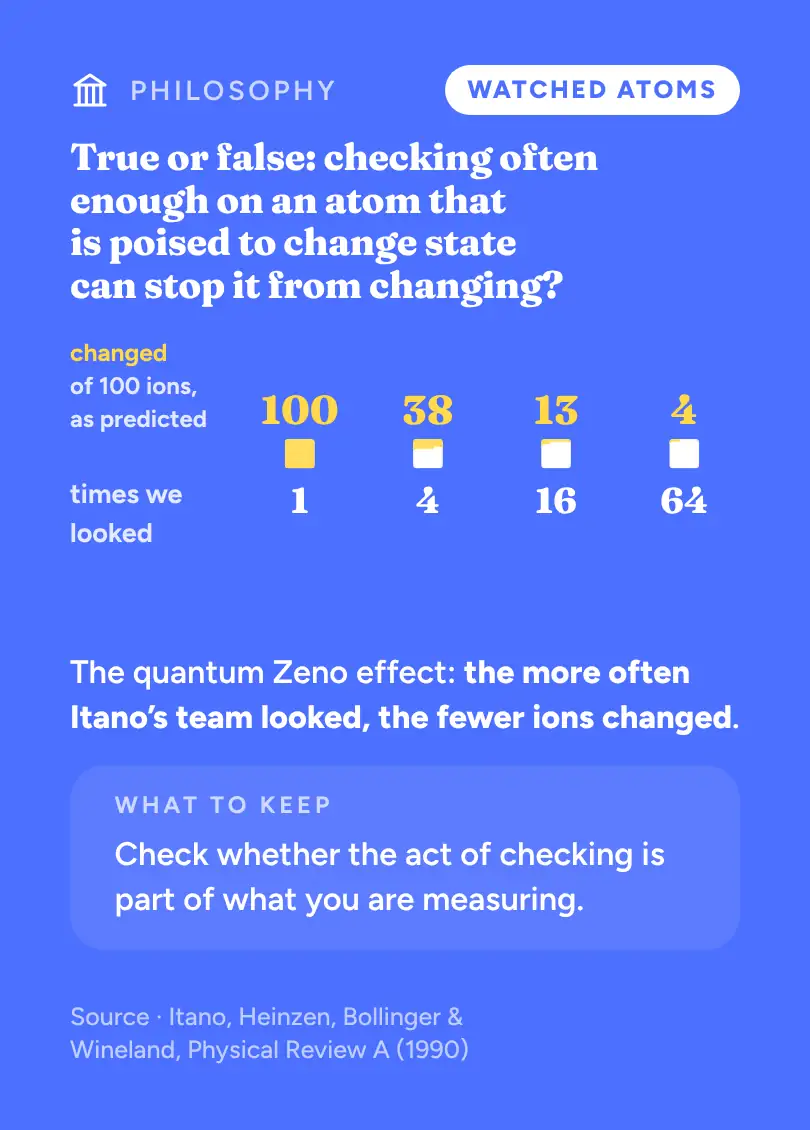 PHILOSOPHY
WATCHED ATOMS
True or false: checking often
enough on an atom that
is poised to change state
can stop it from changing?
changed
of 100 ions,
as predicted
100 38 13 4
times we
looked
1 4 16 64
The quantum Zeno effect: the more often
Itano’s team looked, the fewer ions changed.
WHAT TO KEEP
Check whether the act of checking is
part of what you are measuring.
Source · Itano, Heinzen, Bollinger &
Wineland, Physical Review A (1990)